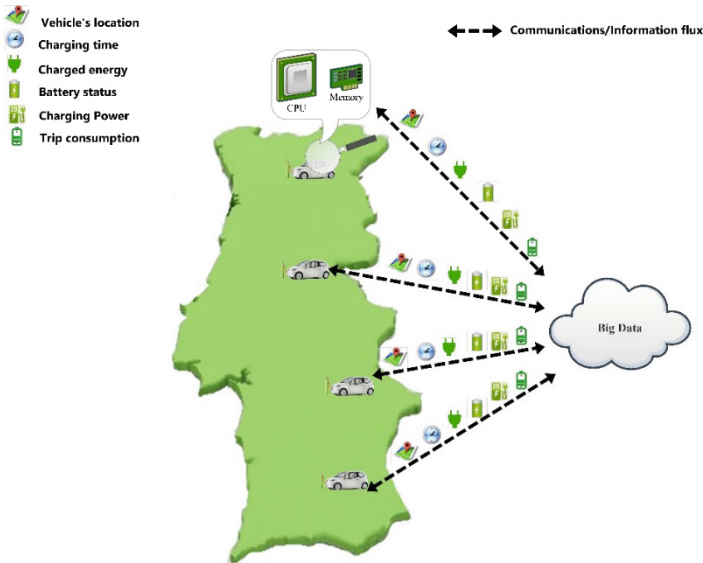 Vehicle's location
Charging time
Charged energy
Battery status
Charging Power
Trip consumption
Communications/Information flux
CPU
Memory
Big Data